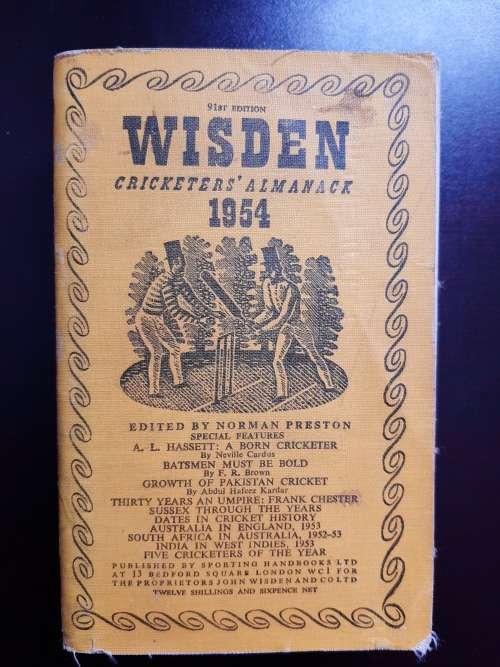 91ST EDITION
WISDEN
CRICKETERS' ALMANACK
1954
EDITED BY NORMAN PRESTON
SPECIAL FEATURES
A. L. HASSETT: A BORN CRICKETER
By Neville Cardus
BATSMEN MUST BE BOLD
By F. R. Brown
GROWTH OF PAKISTAN CRICKET
By Abdul Hafeez Kardar
THIRTY YEARS AN UMPIRE: FRANK CHESTER
SUSSEX THROUGH THE YEARS
DATES IN CRICKET HISTORY
AUSTRALIA IN ENGLAND, 1953
SOUTH AFRICA IN AUSTRALIA, 1952-53
INDIA IN WEST INDIES, 1953
FIVE CRICKETERS OF THE YEAR
PUBLISHED BY SPORTING HANDBOOKS LTD
AT 13 BEDFORD SQUARE LONDON WC1 FOR
THE PROPRIETORS JOHN WISDEN AND CO LTD
TWELVE SHILLINGS AND SIXPENCE NET